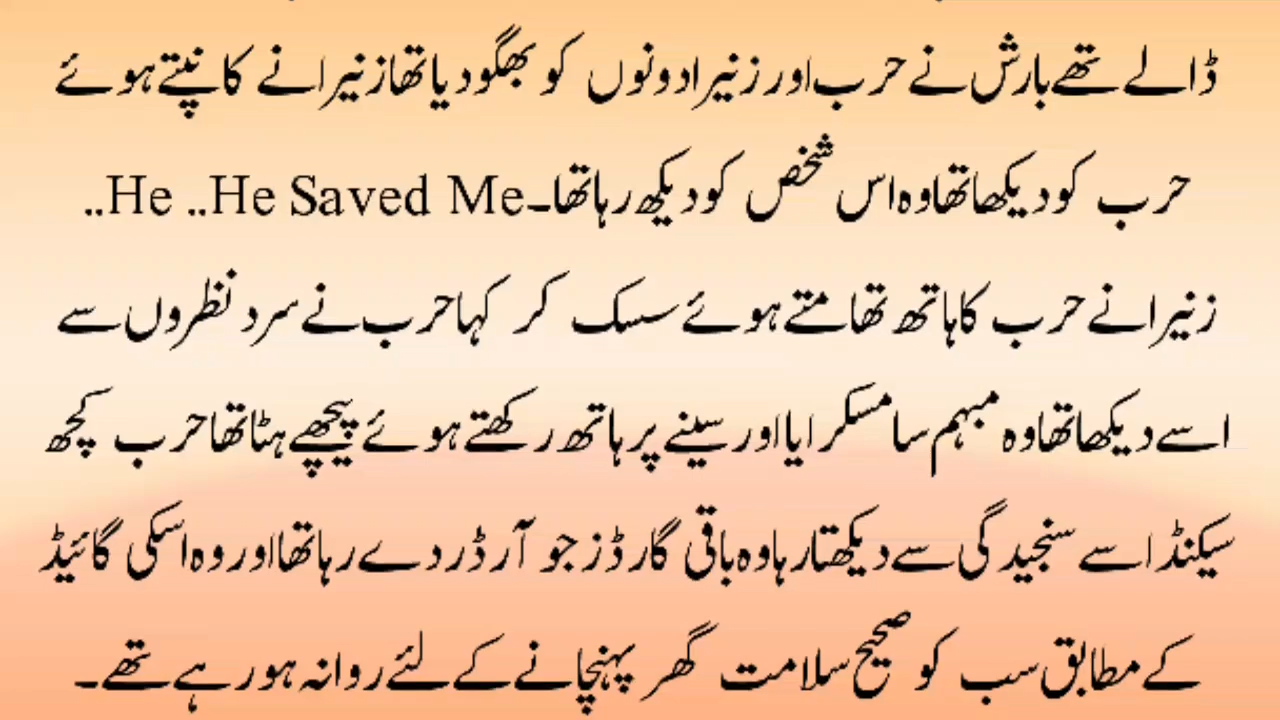 ڈالے تھے بارش نے حرب اور زنیرا دونوں کو بھگو دیا تھا زنیرا نے کانپتے ہوئے
حرب کو دیکھا تھا وہ اس شخص کو دیکھ رہا تھا۔He ..He Saved Me..
زنیرا نے حرب کا ہاتھ تھامتے ہوئے سسک کر کہا حرب نے سرد نظروں سے
اسے دیکھا تھا وہ مبہم سا مسکرایا اور سینے پر ہاتھ رکھتے ہوئے پیچھے ہٹا تھا حرب کچھ
سیکنڈ اسے سنجیدگی سے دیکھتا رہا وہ باقی گارڈز جو آرڈر دے رہا تھا اور وہ اسکی گائیڈ
کے مطابق سب کو صحیح سلامت گھر پہنچانے کے لئے روانہ ہو رہے تھے۔